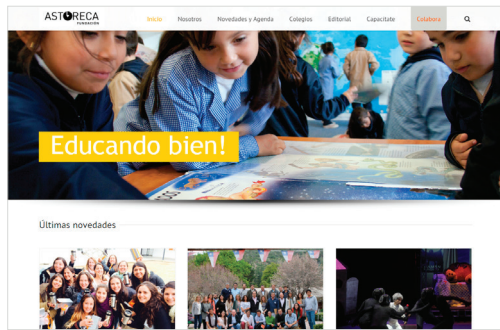 ASTORECA
FUNDACIÓN
Inicio Nosotros Novedades y Agenda Colegios Editorial Capacítate Colabora
Educando bien!
Últimas novedades